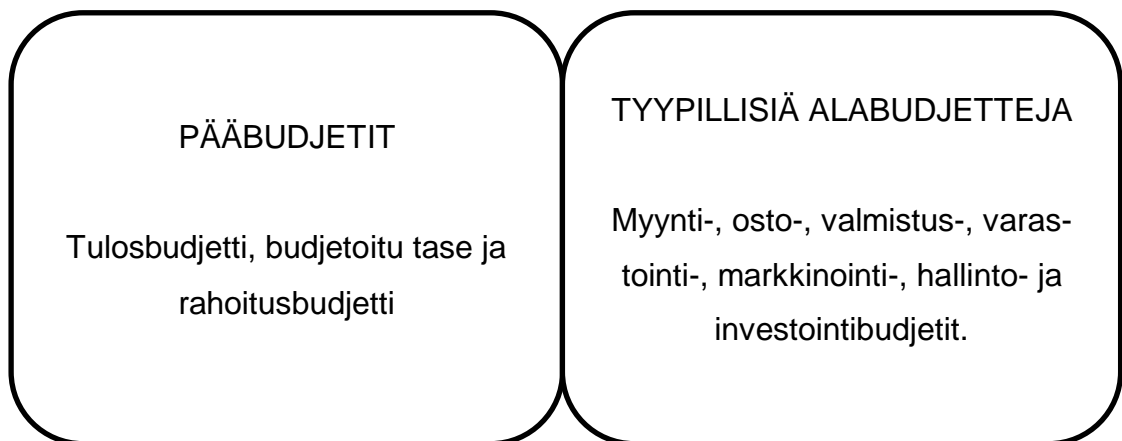 PÄÄBUDJETIT
Tulosbudjetti, budjetoitu tase ja
rahoitusbudjetti
TYYPILLISIÄ ALABUDJETTEJA
Myynti-, osto-, valmistus-, varas-
tointi-, markkinointi-, hallinto- ja
investointibudjetit.